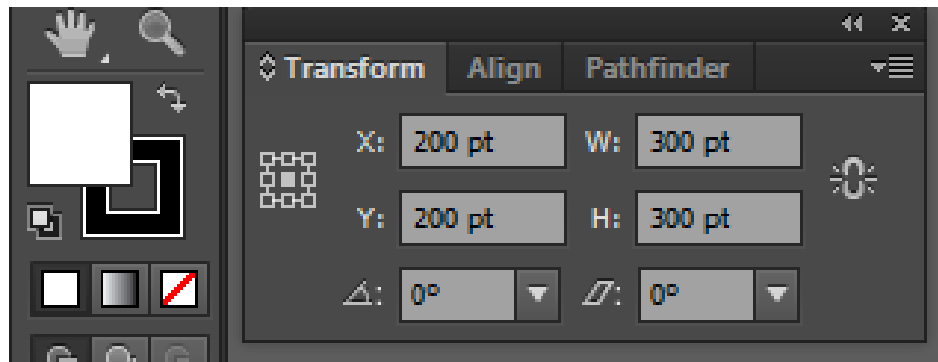 Transform Align Pathfinder
X: 200 pt W: 300 pt
Y: 200 pt H: 300 pt
: 0° : 0°